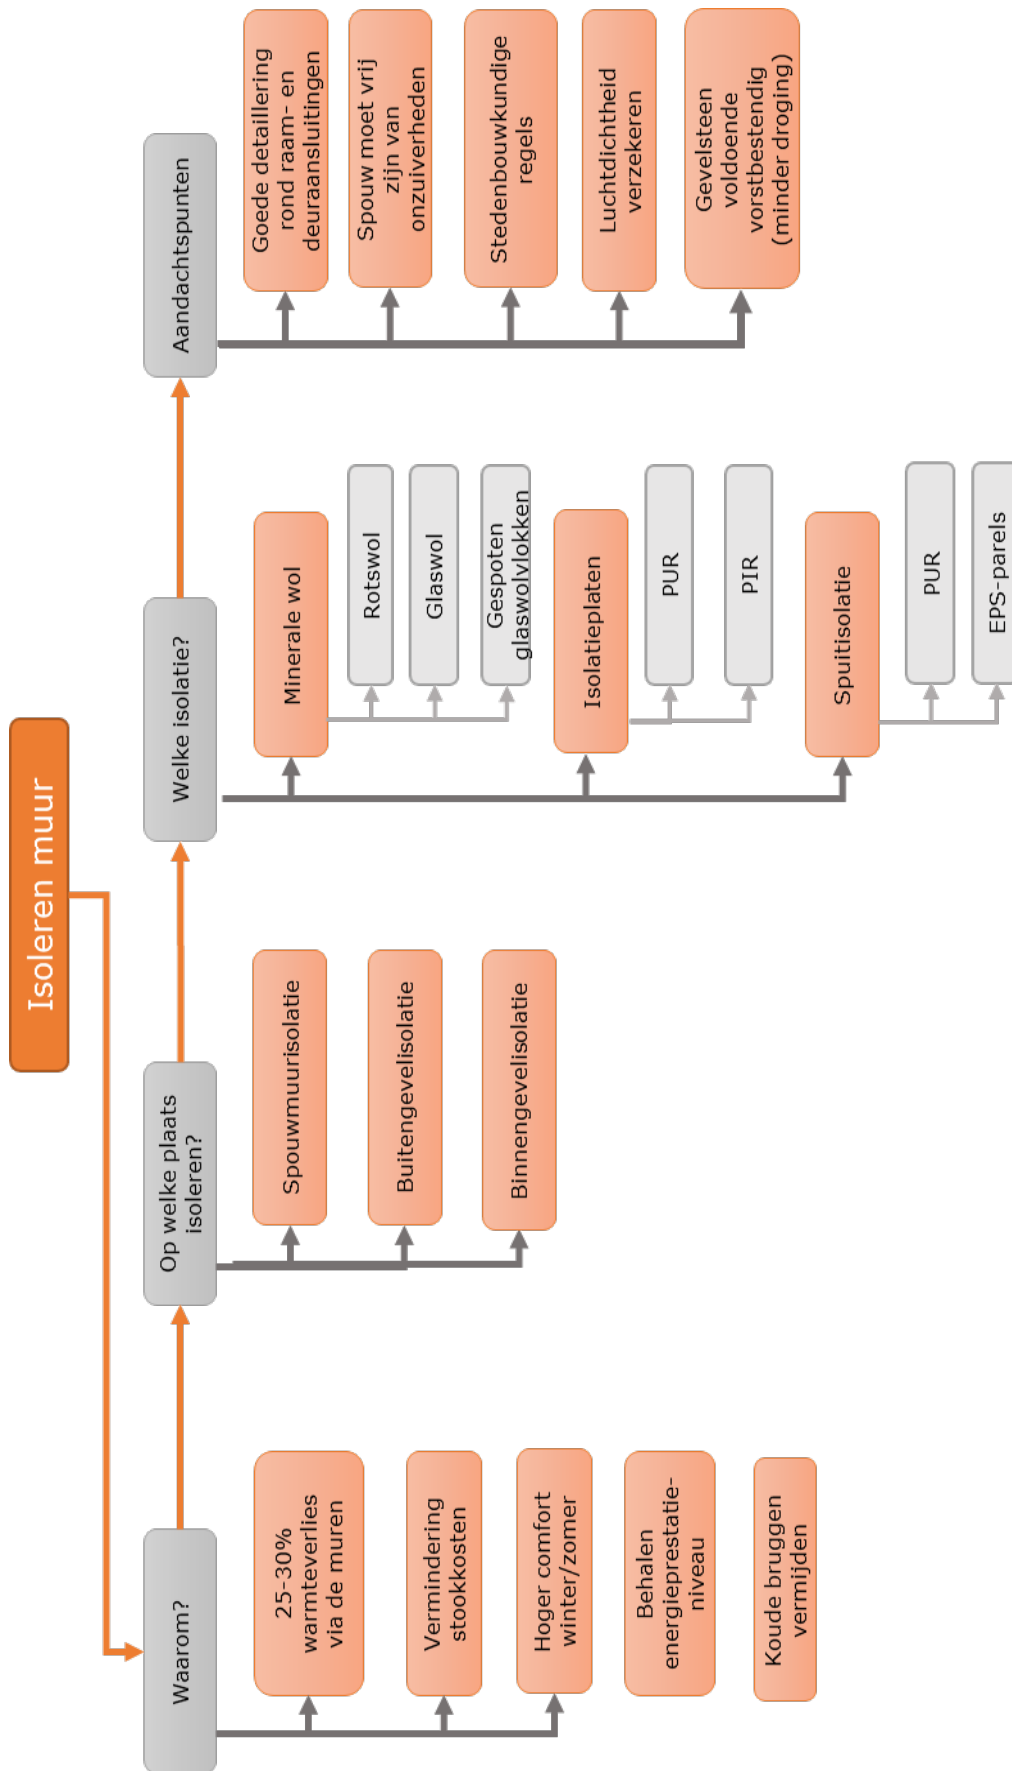 Isoleren muur
Waarom?
25-30%
warmteverlies
via de muren
Vermindering
stookkosten
Hoger comfort
winter/zomer
Behalen
energieprestatie-
niveau
Koude bruggen
vermijden
Op welke plaats
isoleren?
Spouwmuurisolatie
Buitengevelisolatie
Binnengevelisolatie
Welke isolatie?
Minerale wol
Rotswol
Glaswol
Gespoten
glaswolvlokken
Isolatieplaten
PUR
PIR
Spuitisolatie
PUR
EPS-parels
Aandachtspunten
Goede detaillering
rond raam- en
deuraansluitingen
Spouw moet vrij
zijn van
onzuiverheden
Stedenbouwkundige
regels
Luchtdichtheid
verzekeren
Gevelsteen
voldoende
vorstbestendig
(minder droging)